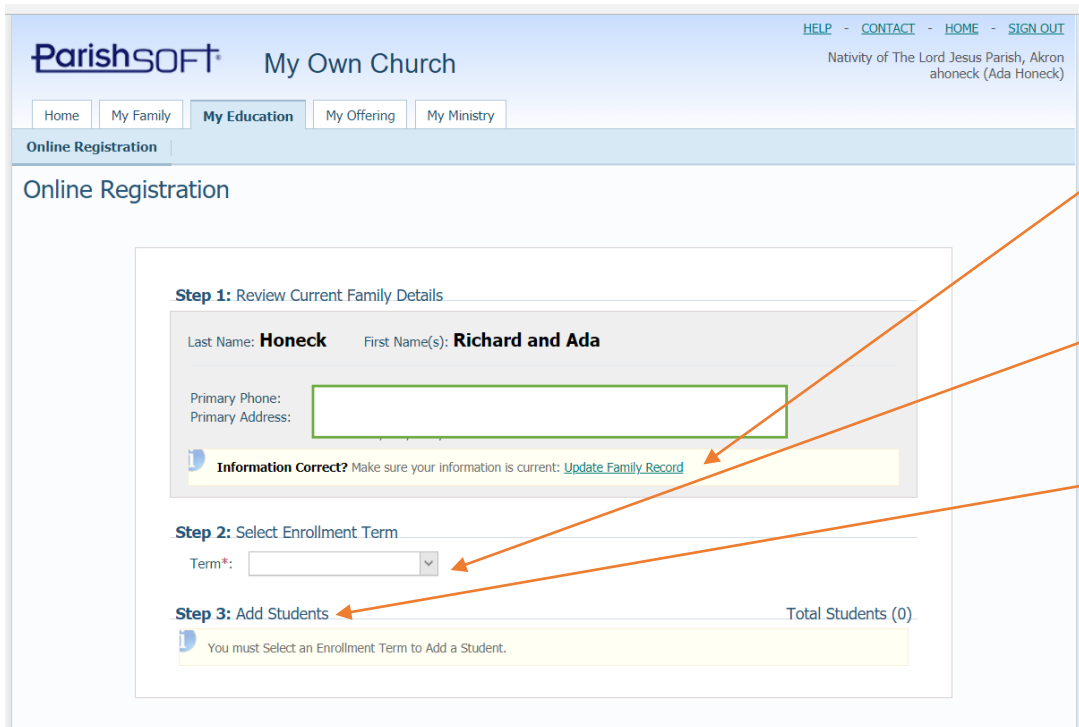 HELP - CONTACT - HOME - SIGN OUT
ParishSOFT My Own Church
Nativity of The Lord Jesus Parish, Akron
ahoneck (Ada Honeck)
Home My Family My Education My Offering My Ministry
Online Registration
Online Registration
Step 1: Review Current Family Details
Last Name: Honeck First Name(s): Richard and Ada
Primary Phone:
Primary Address:
Information Correct? Make sure your information is current: Update Family Record
Step 2: Select Enrollment Term
Term*:
Step 3: Add Students Total Students (0)
You must Select an Enrollment Term to Add a Student.